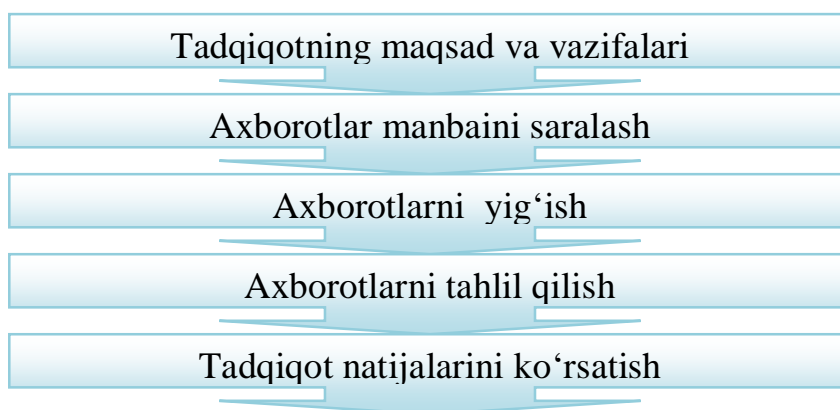 Tadqiqotning maqsad va vazifalari
Axborotlar manbaini saralash
Axborotlarni yig‘ish
Axborotlarni tahlil qilish
Tadqiqot natijalarini ko‘rsatish